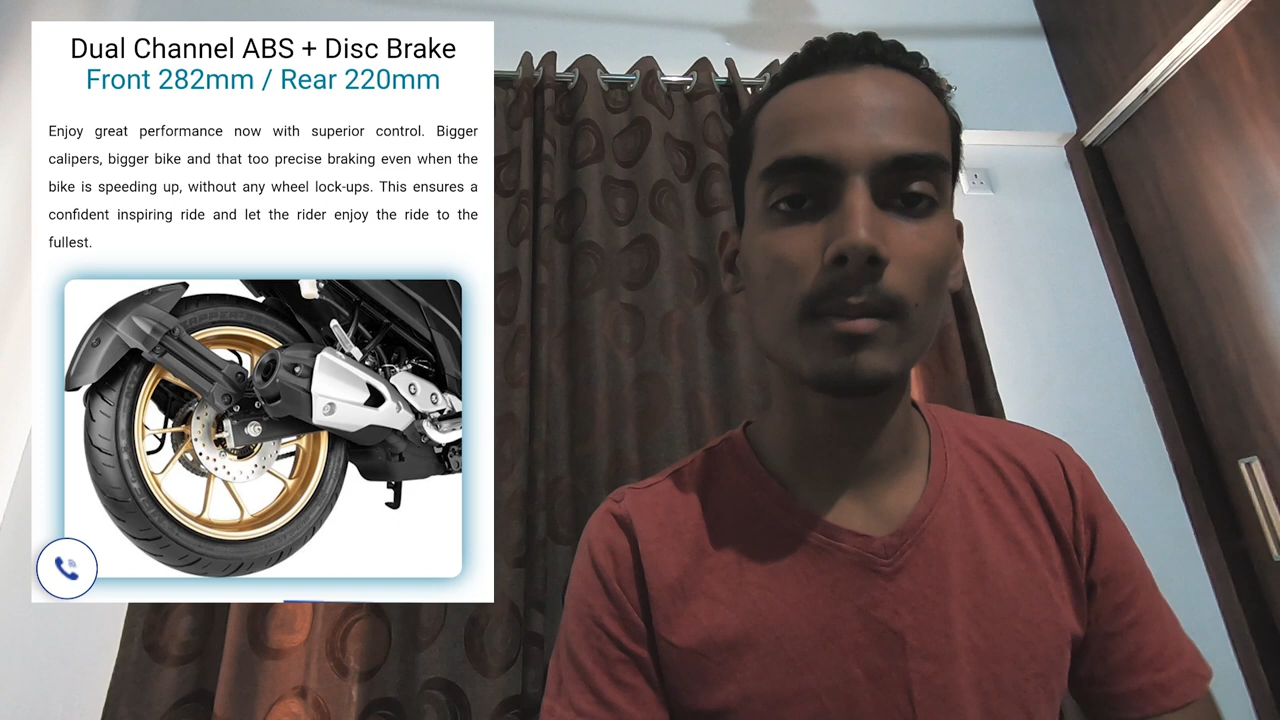 Dual Channel ABS + Disc Brake
Front 282mm / Rear 220mm
Enjoy great performance now with superior control. Bigger
calipers, bigger bike and that too precise braking even when the
bike is speeding up, without any wheel lock-ups. This ensures a
confident inspiring ride and let the rider enjoy the ride to the
fullest.